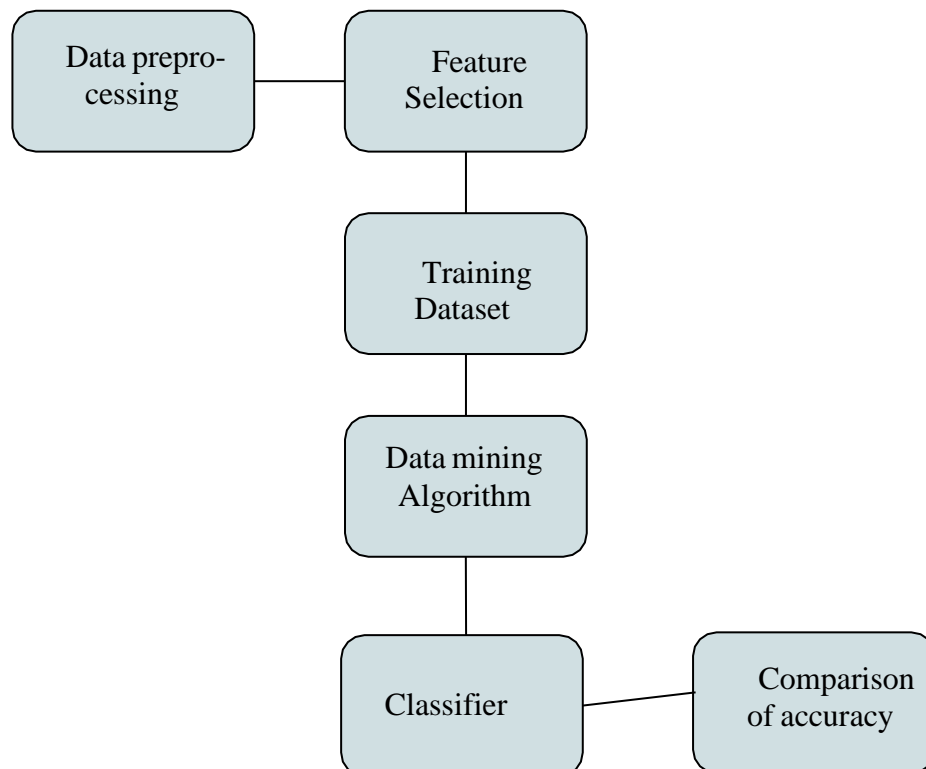 Data prepro-
cessing
Feature
Selection
Training
Dataset
Data mining
Algorithm
Classifier
Comparison
of accuracy